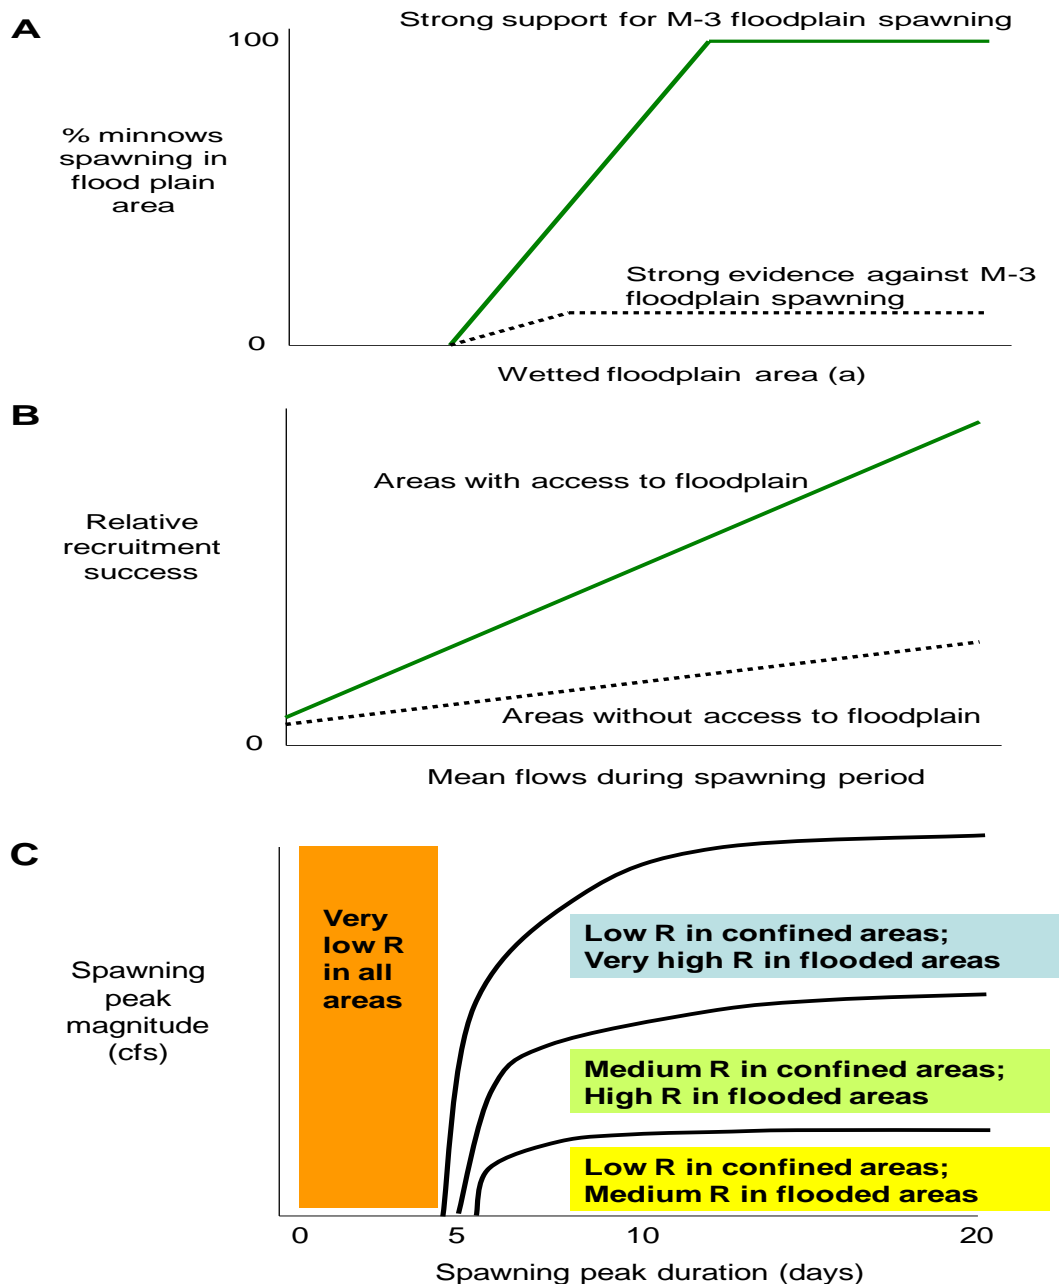 A
Strong support for M-3 floodplain spawning
100
% minnows
spawning in
flood plain
area
Strong evidence against M-3
floodplain spawning
0
Wetted floodplain area (a)
B
Areas with access to floodplain
Relative
recruitment
success
Areas without access to floodplain
0
Mean flows during spawning period
C
Very
low R
in all
areas
Spawning
peak
magnitude
(cfs)
Low R in confined areas;
Very high R in flooded areas
Medium R in confined areas;
High R in flooded areas
Low R in confined areas;
Medium R in flooded areas
0 5 10 20
Spawning peak duration (days)